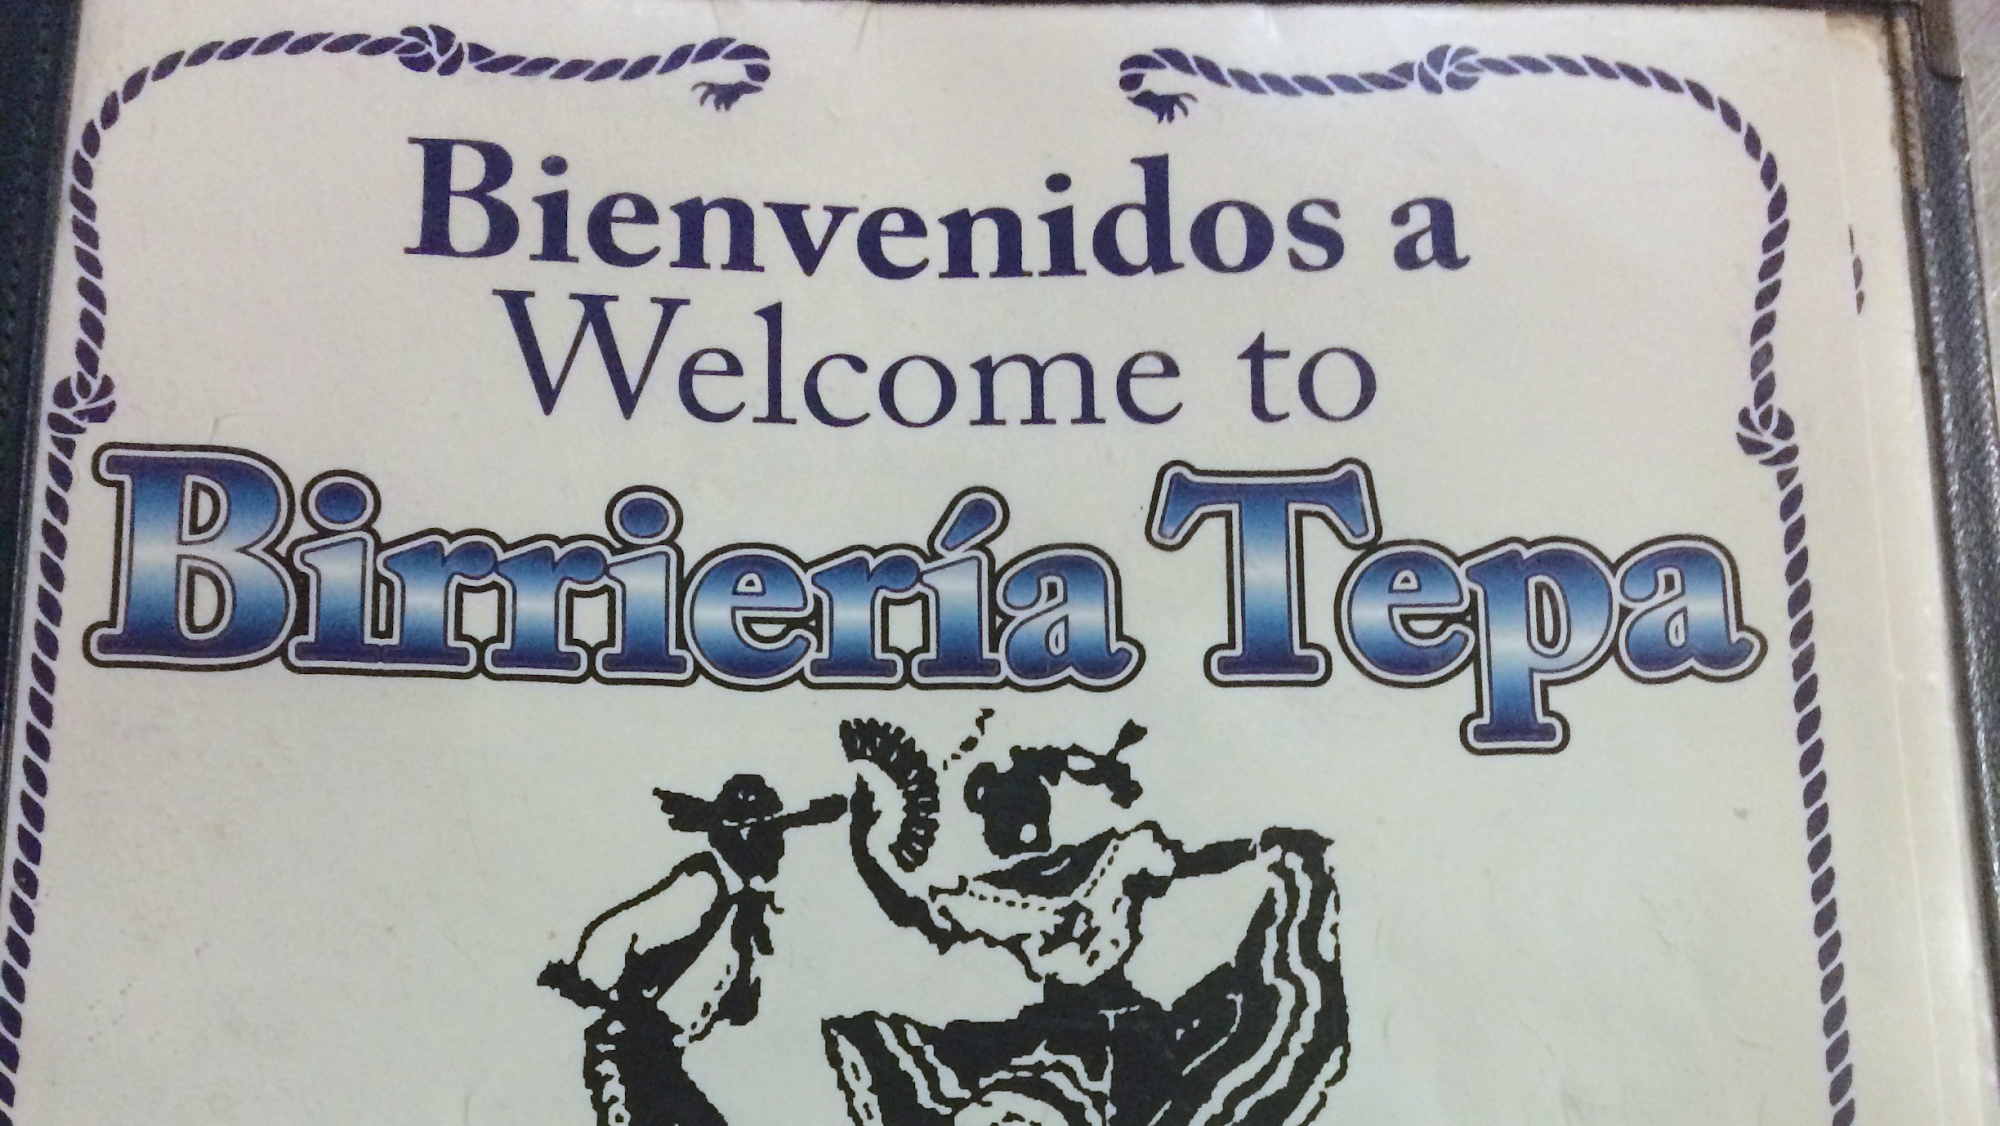 Bienvenidos a
Welcome to
Birriería Tepa